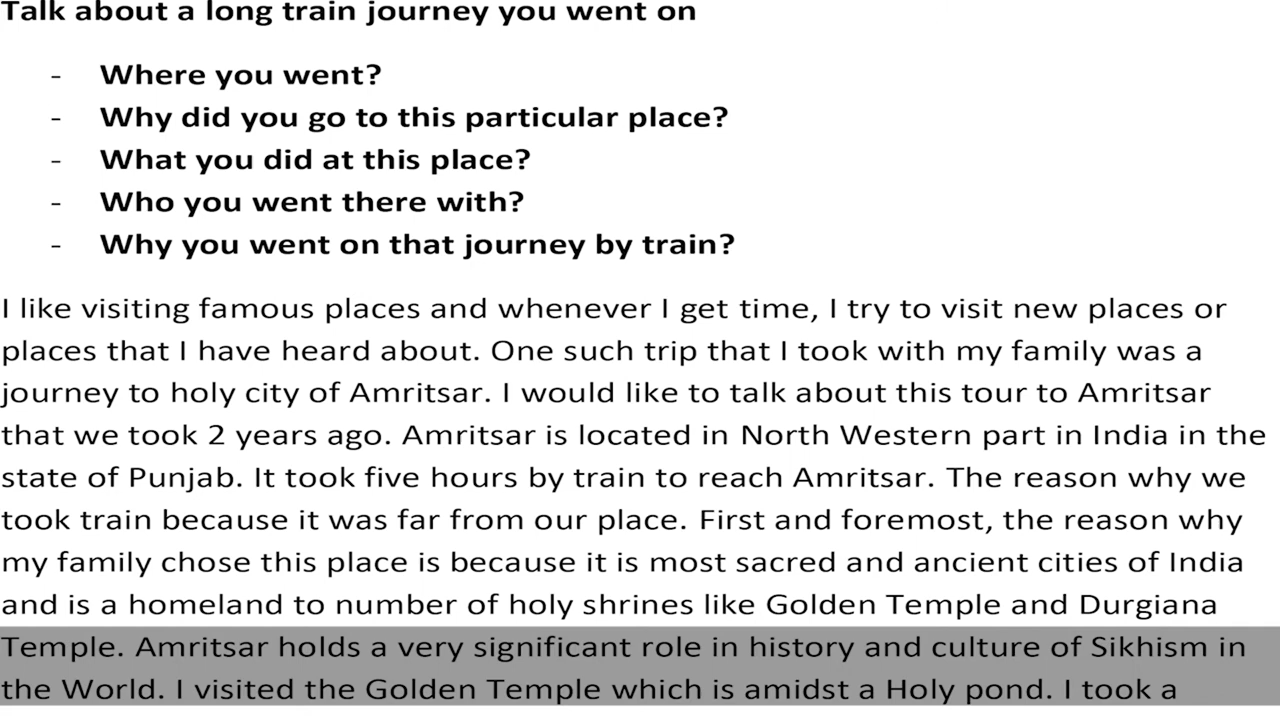 Talk about a long train journey you went on
- Where you went?
- Why did you go to this particular place?
- What you did at this place?
- Who you went there with?
- Why you went on that journey by train?
I like visiting famous places and whenever I get time, I try to visit new places or
places that I have heard about. One such trip that I took with my family was a
journey to holy city of Amritsar. I would like to talk about this tour to Amritsar
that we took 2 years ago. Amritsar is located in North Western part in India in the
state of Punjab. It took five hours by train to reach Amritsar. The reason why we
took train because it was far from our place. First and foremost, the reason why
my family chose this place is because it is most sacred and ancient cities of India
and is a homeland to number of holy shrines like Golden Temple and Durgiana
Temple. Amritsar holds a very significant role in history and culture of Sikhism in
the World. I visited the Golden Temple which is amidst a Holy pond. I took a